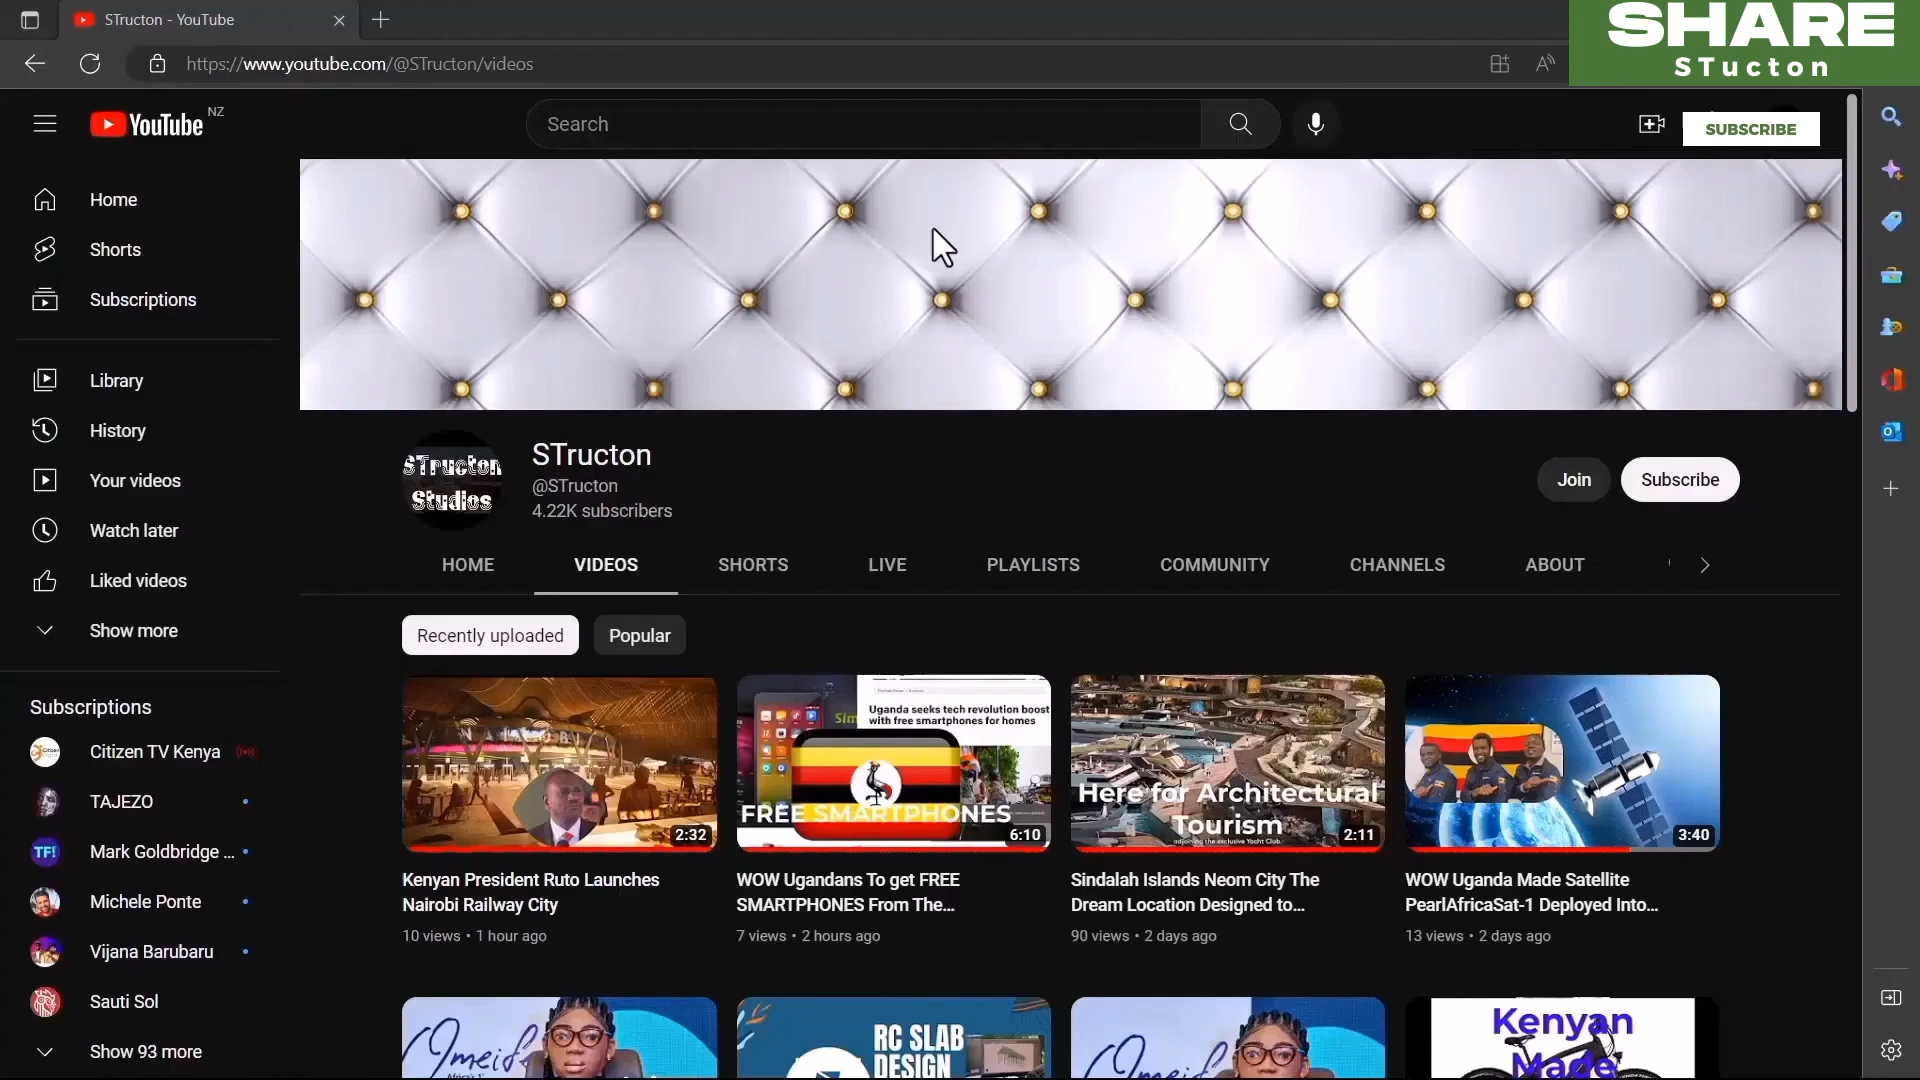 STructon - YouTube
SHARE
STucton
https://www.youtube.com/@STructon/videos
YouTube NZ
Search
SUBSCRIBE
Home
Shorts
Subscriptions
Library
History
Your videos
Watch later
Liked videos
Show more
Subscriptions
Citizen TV Kenya
TAJEZO
TF!
Mark Goldbridge ...
Michele Ponte
Vijana Barubaru
Sauti Sol
Show 93 more
STructon
Studios
STructon
@STructon
4.22K subscribers
Join
Subscribe
HOME
VIDEOS
SHORTS
LIVE
PLAYLISTS
COMMUNITY
CHANNELS
ABOUT
Recently uploaded
Popular
2:32
Kenyan President Ruto Launches
Nairobi Railway City
10 views • 1 hour ago
Uganda seeks tech revolution boost
with free smartphones for homes
FREE SMARTPHONES
6:10
WOW Ugandans To get FREE
SMARTPHONES From The...
7 views • 2 hours ago
Here for Architectural
Tourism
adjoining the exclusive Yacht Club
2:11
Sindalah Islands Neom City The
Dream Location Designed to...
90 views • 2 days ago
3:40
WOW Uganda Made Satellite
PearlAfricaSat-1 Deployed Into...
13 views • 2 days ago
RC SLAB
DESIGN
Kenyan
Made